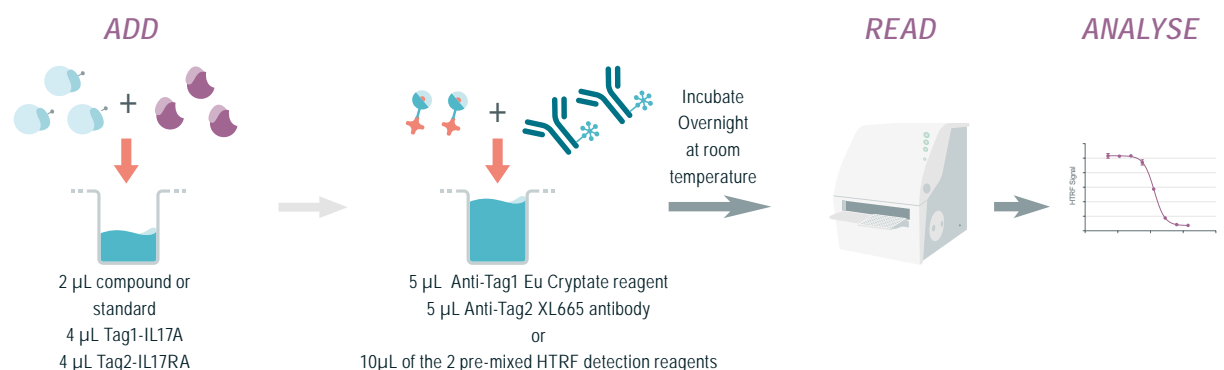 ADD
READ
ANALYSE
+
+
Incubate
Overnight
at room
temperature
HTRF Signal
2 µL compound or
standard
4 µL Tag1-IL17A
4 µL Tag2-IL17RA
5 µL Anti-Tag1 Eu Cryptate reagent
5 µL Anti-Tag2 XL665 antibody
or
10µL of the 2 pre-mixed HTRF detection reagents